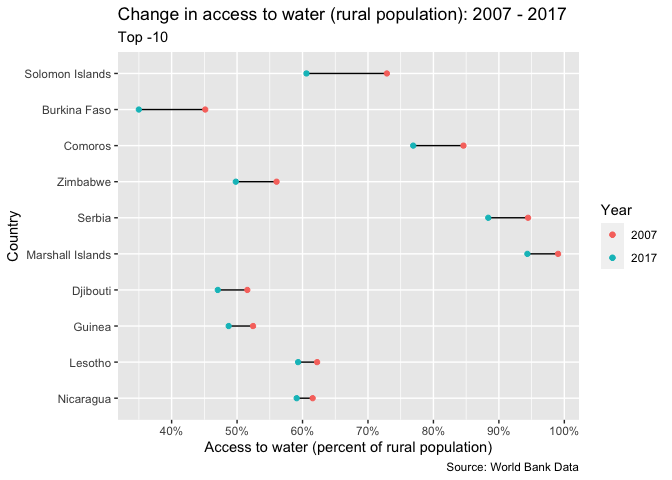 Change in access to water (rural population): 2007 - 2017
Top -10
Solomon Islands
Burkina Faso
Comoros
Zimbabwe
Serbia
Marshall Islands
Djibouti
Guinea
Lesotho
Nicaragua
Country
40% 50% 60% 70% 80% 90% 100%
Access to water (percent of rural population)
Year
2007
2017
Source: World Bank Data